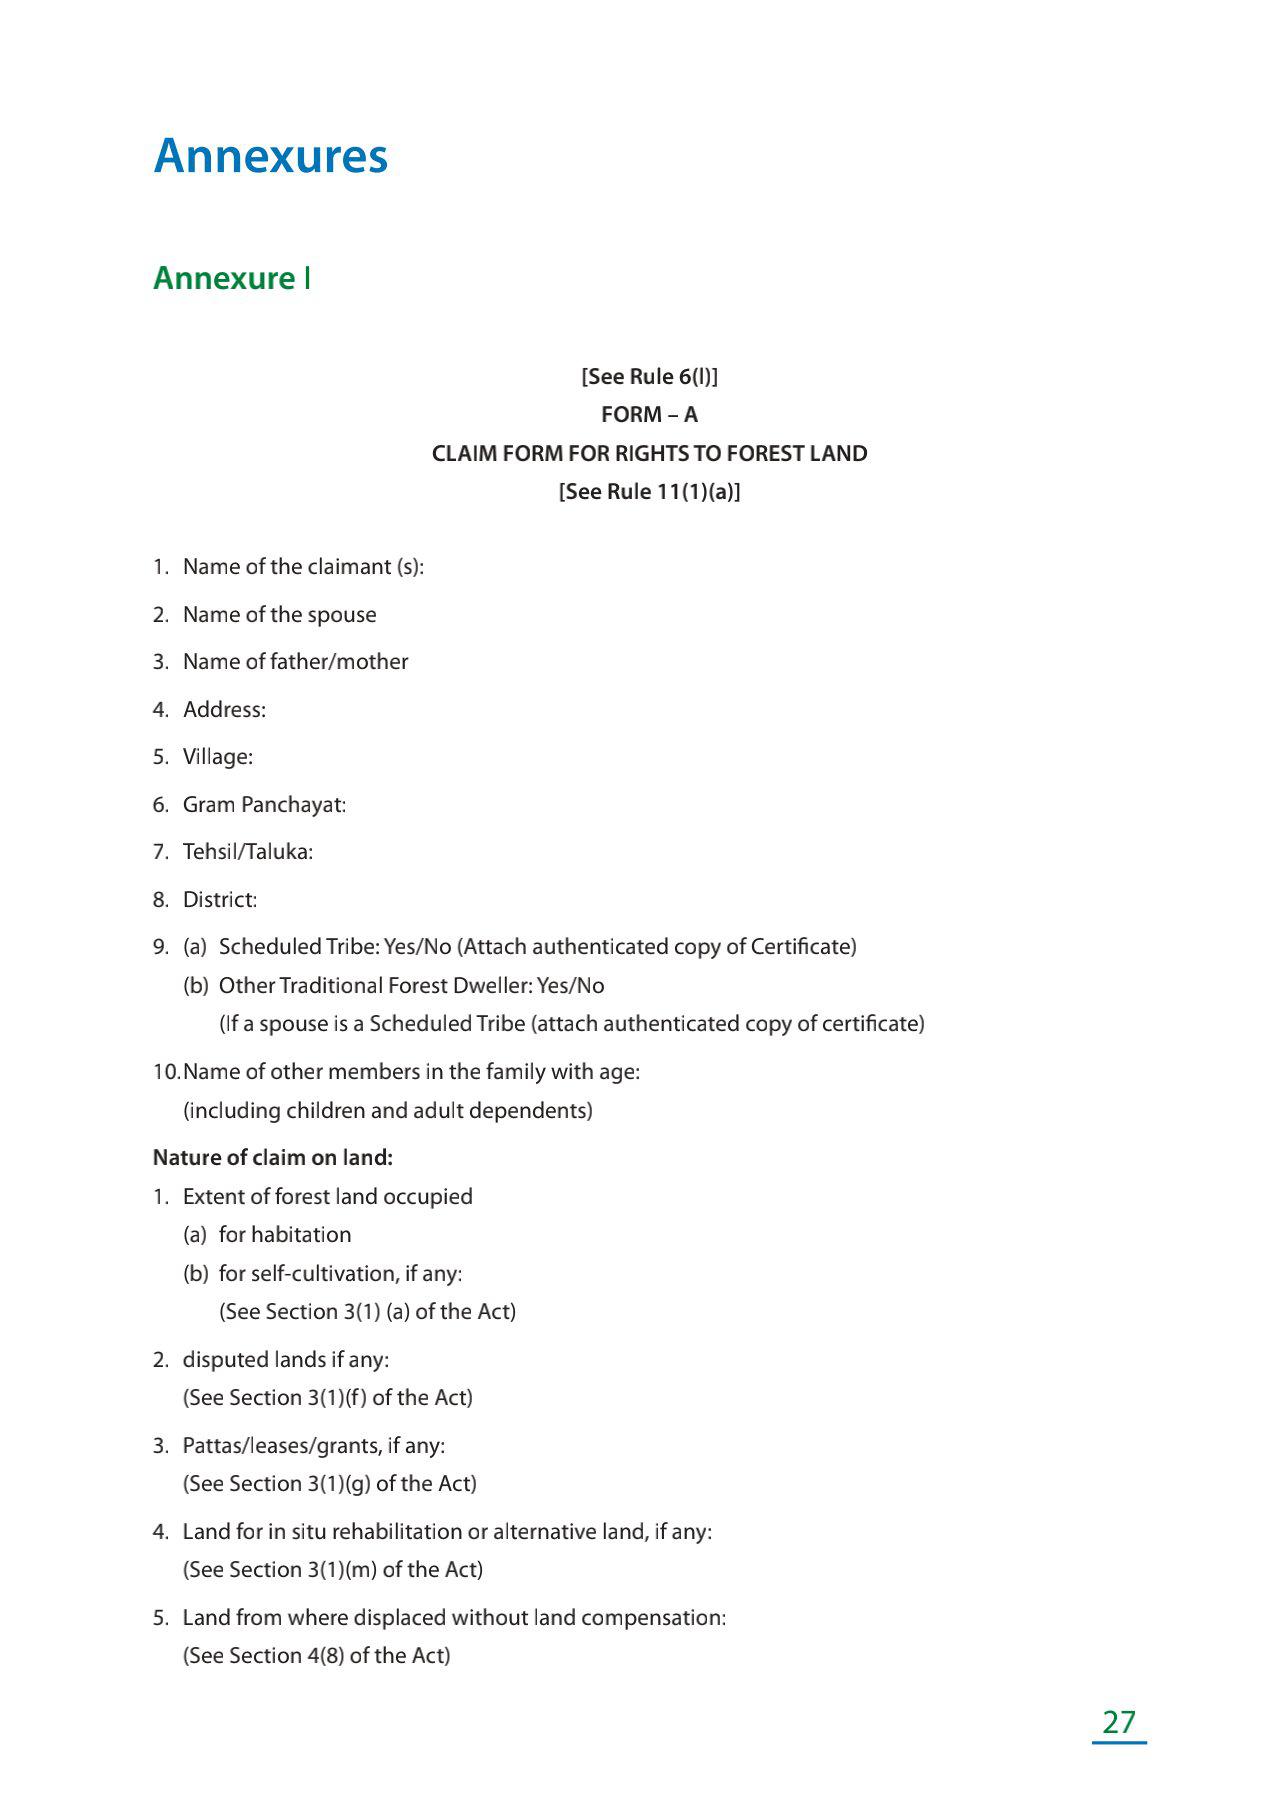 Annexures
Annexure I
[See Rule 6(l)]
FORM – A
CLAIM FORM FOR RIGHTS TO FOREST LAND
[See Rule 11(1)(a)]
1. Name of the claimant (s):
2. Name of the spouse
3. Name of father/mother
4. Address:
5. Village:
6. Gram Panchayat:
7. Tehsil/Taluka:
8. District:
9. (a) Scheduled Tribe: Yes/No (Attach authenticated copy of Certificate)
(b) Other Traditional Forest Dweller: Yes/No
(If a spouse is a Scheduled Tribe (attach authenticated copy of certificate)
10. Name of other members in the family with age:
(including children and adult dependents)
Nature of claim on land:
1. Extent of forest land occupied
(a) for habitation
(b) for self-cultivation, if any:
(See Section 3(1) (a) of the Act)
2. disputed lands if any:
(See Section 3(1)(f) of the Act)
3. Pattas/leases/grants, if any:
(See Section 3(1)(g) of the Act)
4. Land for in situ rehabilitation or alternative land, if any:
(See Section 3(1)(m) of the Act)
5. Land from where displaced without land compensation:
(See Section 4(8) of the Act)
27